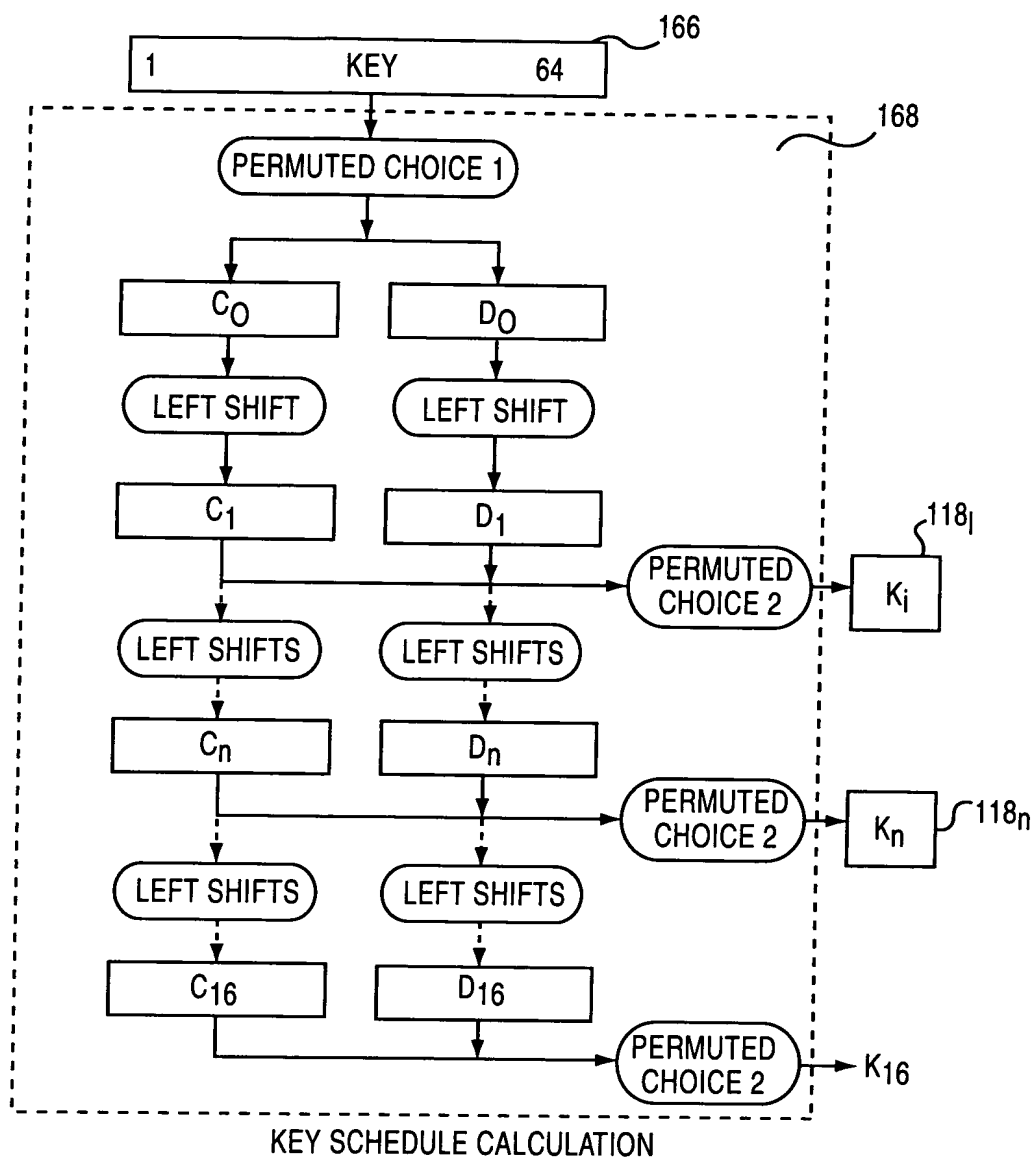 166
1 KEY 64
168
PERMUTED CHOICE 1
C0 D0
LEFT SHIFT LEFT SHIFT
C1 D1
118i
PERMUTED
CHOICE 2
Ki
LEFT SHIFTS LEFT SHIFTS
Cn Dn
PERMUTED
CHOICE 2
Kn
118n
LEFT SHIFTS LEFT SHIFTS
C16 D16
PERMUTED
CHOICE 2
K16
KEY SCHEDULE CALCULATION